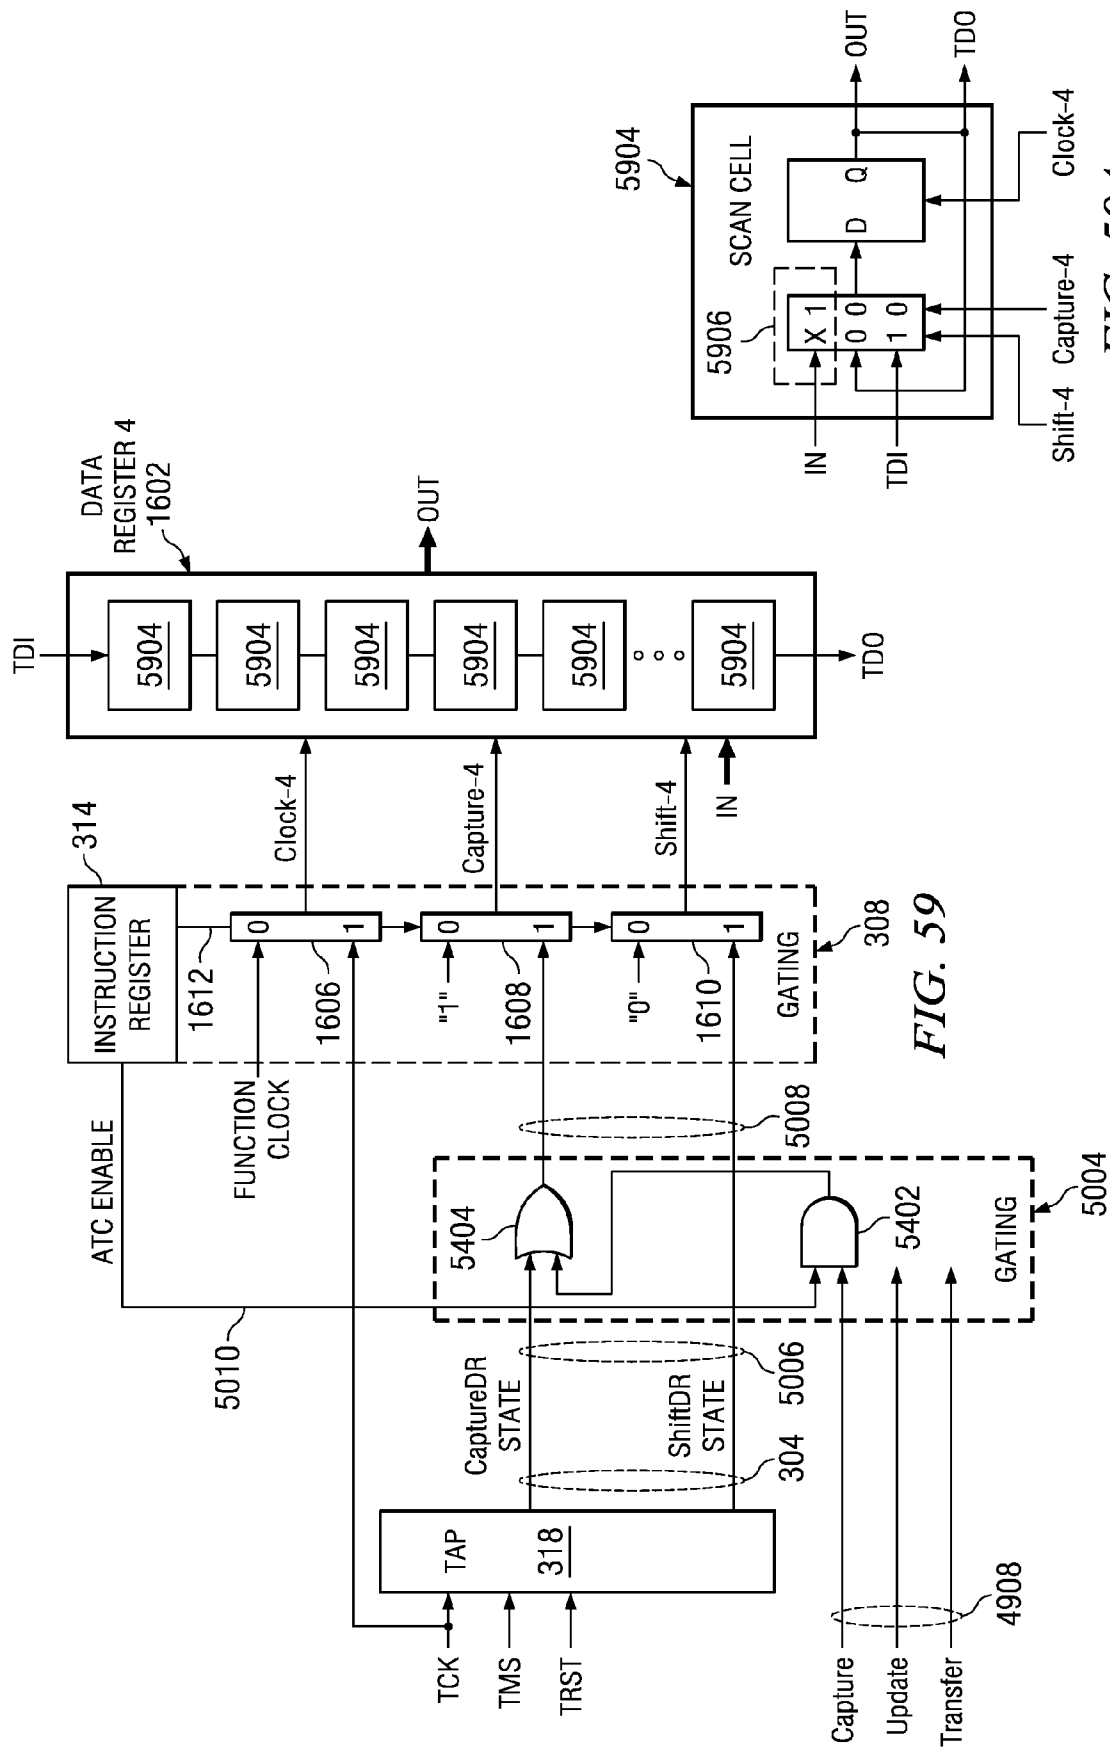 TCK
TMS
TRST
TAP
318
Capture
Update
Transfer
4908
304
CaptureDR
STATE
ShiftDR
STATE
5006
5010
ATC ENABLE
5404
5402
GATING
5004
5008
FUNCTION
CLOCK
INSTRUCTION
REGISTER
314
1612
0
1
1606
"1"
0
1
1608
"0"
0
1
1610
GATING
308
Clock-4
Capture-4
Shift-4
IN
TDI
DATA
REGISTER 4
1602
5904
5904
5904
5904
5904
5904
OUT
TDO
FIG. 59
5904
SCAN CELL
5906
IN
TDI
X 1
0 0
1 0
D Q
OUT
TDO
Shift-4
Capture-4
Clock-4